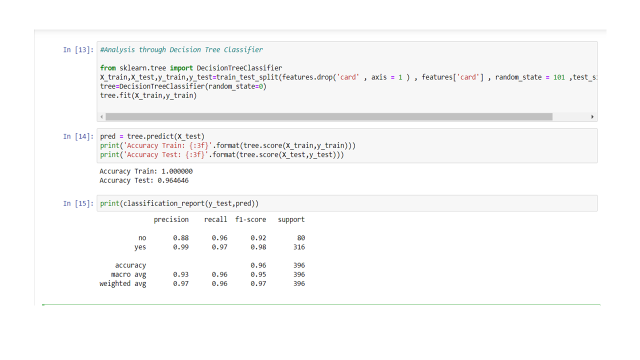 In [13]: #Analysis through Decision Tree Classifier
from sklearn.tree import DecisionTreeClassifier
X_train,X_test,y_train,y_test=train_test_split(features.drop('card' , axis = 1 ) , features['card'] , random_state = 101 ,test_si
tree=DecisionTreeClassifier(random_state=0)
tree.fit(X_train,y_train)
In [14]: pred = tree.predict(X_test)
print('Accuracy Train: {:3f}'.format(tree.score(X_train,y_train)))
print('Accuracy Test: {:3f}'.format(tree.score(X_test,y_test)))
Accuracy Train: 1.000000
Accuracy Test: 0.964646
In [15]: print(classification_report(y_test,pred))
precision recall f1-score support
no 0.88 0.96 0.92 80
yes 0.99 0.97 0.98 316
accuracy 0.96 396
macro avg 0.93 0.96 0.95 396
weighted avg 0.97 0.96 0.97 396